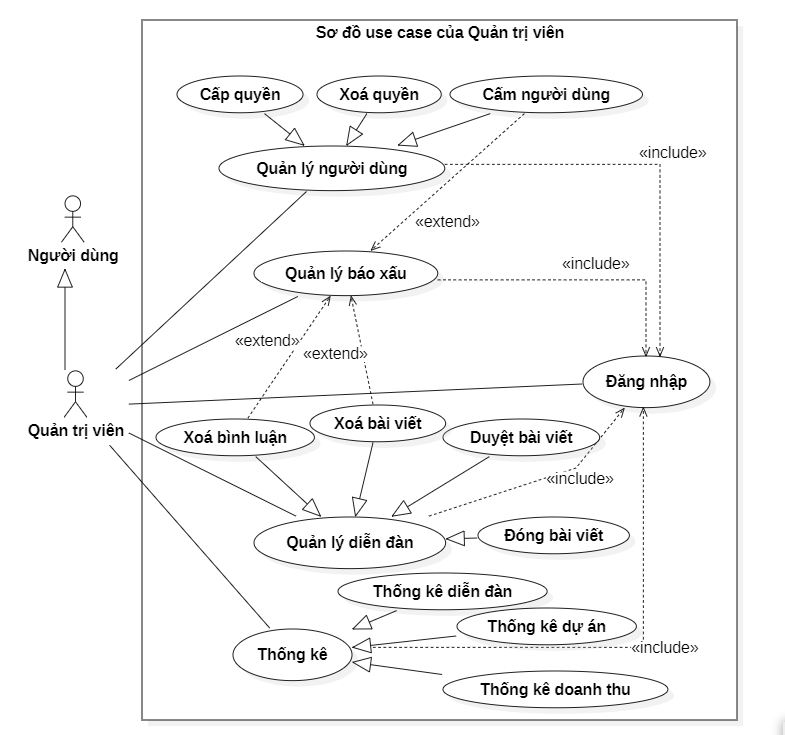 Sơ đồ use case của Quản trị viên
Cấp quyền
Xoá quyền
Cấm người dùng
Quản lý người dùng
«include»
«extend»
Người dùng
Quản lý báo xấu
«include»
«extend»
«extend»
Đăng nhập
Quản trị viên
Xoá bình luận
Xoá bài viết
Duyệt bài viết
«include»
Quản lý diễn đàn
Đóng bài viết
Thống kê diễn đàn
Thống kê dự án
«include»
Thống kê
Thống kê doanh thu